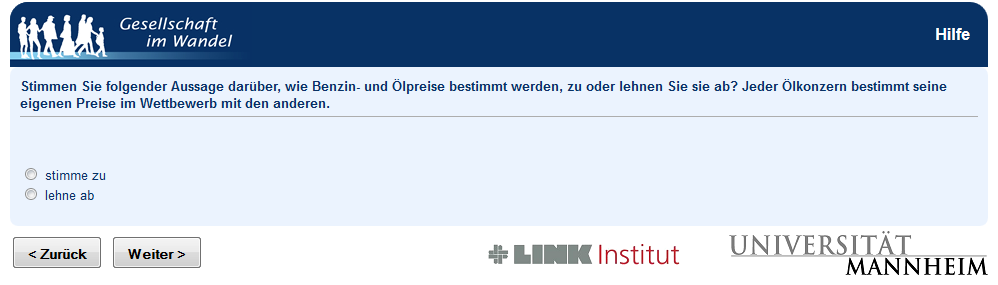 Gesellschaft
im Wandel
Hilfe
Stimmen Sie folgender Aussage darüber, wie Benzin- und Ölpreise bestimmt werden, zu oder lehnen Sie sie ab? Jeder Ölkonzern bestimmt seine
eigenen Preise im Wettbewerb mit den anderen.
stimme zu
lehne ab
< Zurück Weiter >
LINK Institut
UNIVERSITÄT
MANNHEIM